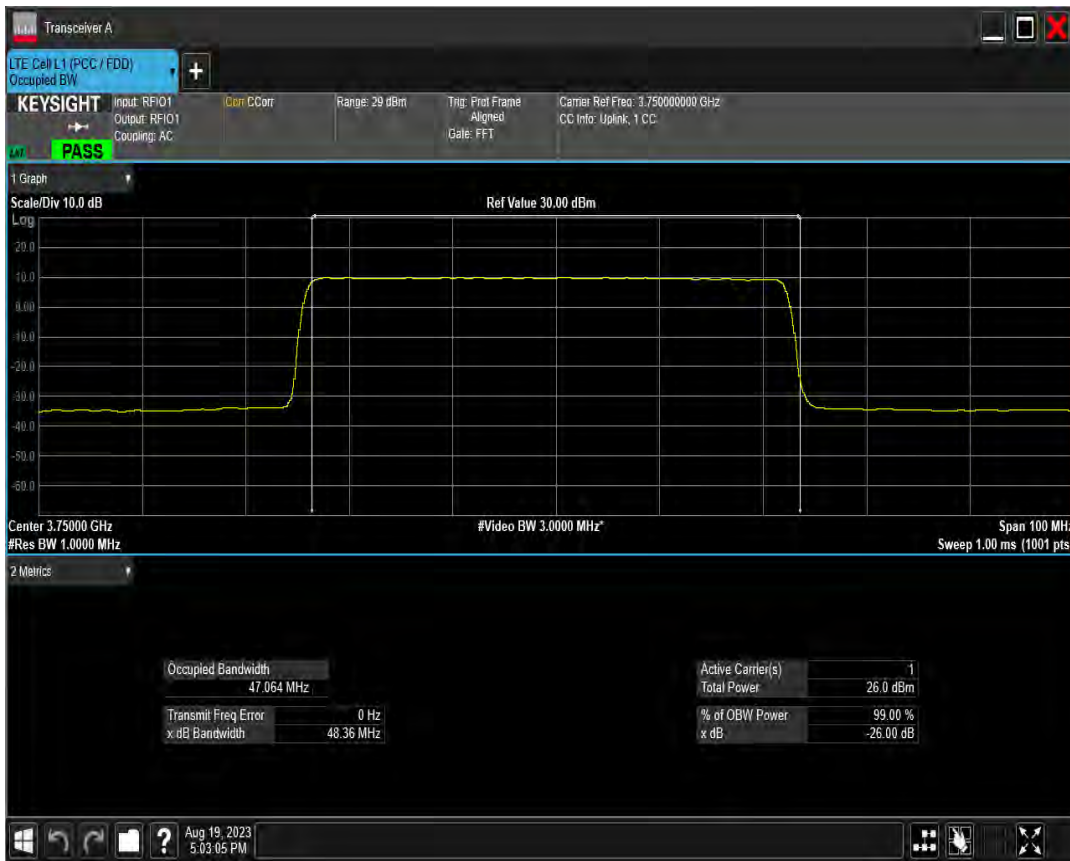 Transceiver A
LTE Cell L1 (PCC / FDD)
Occupied BW
+
KEYSIGHT
Input: RFIO1
Output: RFIO1
Coupling: AC
Corr CCorr
Range: 29 dBm
Trig: Prot Frame
Aligned
Gate: FFT
Carrier Ref Freq: 3.750000000 GHz
CC Info: Uplink, 1 CC
PASS
1 Graph
Scale/Div 10.0 dB
Ref Value 30.00 dBm
Log
20.0
10.0
0.00
-10.0
-20.0
-30.0
-40.0
-50.0
-60.0
Center 3.75000 GHz
#Video BW 3.0000 MHz*
Span 100 MHz
#Res BW 1.0000 MHz
Sweep 1.00 ms (1001 pts
2 Metrics
Occupied Bandwidth
47.064 MHz
Transmit Freq Error 0 Hz
x dB Bandwidth 48.36 MHz
Active Carrier(s) 1
Total Power 26.0 dBm
% of OBW Power 99.00 %
x dB -26.00 dB
?
Aug 19, 2023
5:03:05 PM